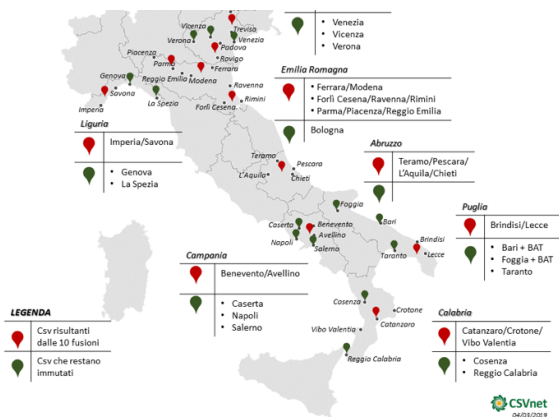 • Venezia
• Vicenza
• Verona
Vicenza
Treviso
Verona
Venezia
Padova
Rovigo
Piacenza
Parma
Ferrara
Reggio Emilia
Modena
Genova
Savona
Imperia
La Spezia
Ravenna
Rimini
Forlì Cesena
Emilia Romagna
• Ferrara/Modena
• Forlì Cesena/Ravenna/Rimini
• Parma/Piacenza/Reggio Emilia
Bologna
Liguria
Imperia/Savona
• Genova
• La Spezia
Abruzzo
Teramo/Pescara/
L'Aquila/Chieti
Teramo
Pescara
L'Aquila
Chieti
Foggia
Bari
Caserta
Benevento
Avellino
Napoli
Salerno
Brindisi
Lecce
Taranto
Puglia
Brindisi/Lecce
• Bari + BAT
• Foggia + BAT
• Taranto
Campania
Benevento/Avellino
• Caserta
• Napoli
• Salerno
Cosenza
Crotone
Catanzaro
Vibo Valentia
Reggio Calabria
Calabria
Catanzaro/Crotone/
Vibo Valentia
• Cosenza
• Reggio Calabria
LEGENDA
Csv risultanti
dalle 10 fusioni
Csv che restano
immutati
CSVnet
04/03/2019